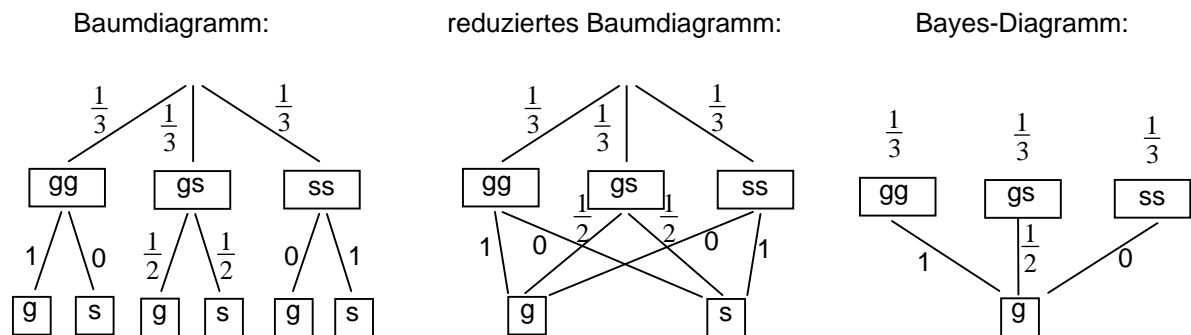 Baumdiagramm: reduziertes Baumdiagramm: Bayes-Diagramm:
1/3 1/3 1/3 1/3 1/3 1/3 1/3 1/3 1/3
gg gs ss gg gs ss gg gs ss
1 0 1/2 1/2 0 1 1 0 1/2 1/2 0 1 1 1/2 0
g s g s g s g s g